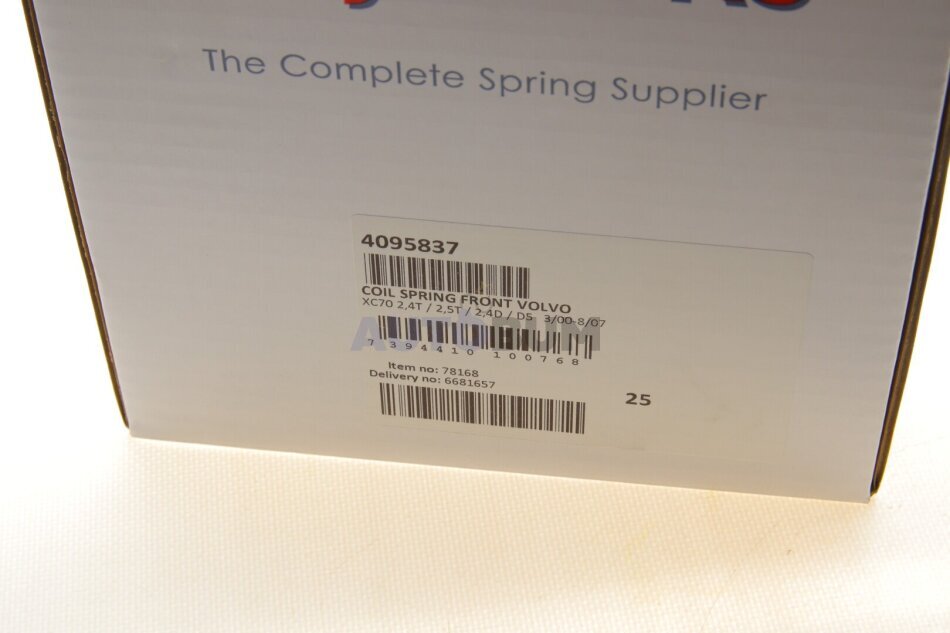 The Complete Spring Supplier
4095837
COIL SPRING FRONT VOLVO
XC70 2,4T / 2,5T / 2,4D / D5 3/00-8/07
AUTORUM
7 394410 100768
Item no: 78168
Delivery no: 6681657
25